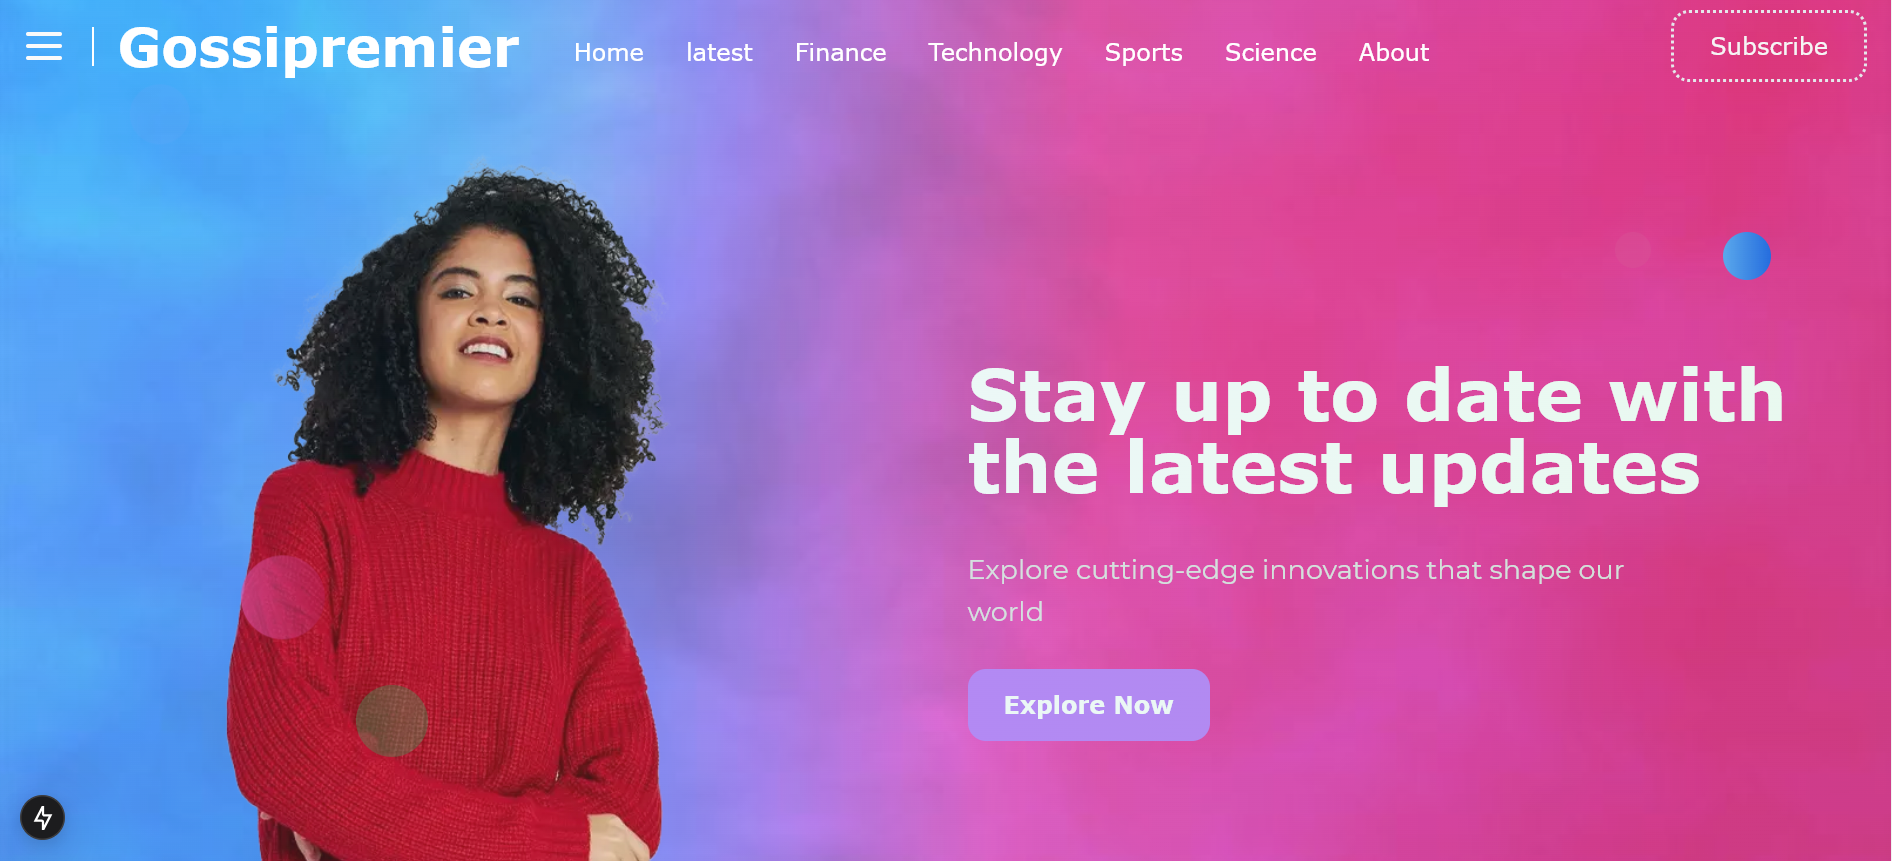 Gossipremier
Home latest Finance Technology Sports Science About
Subscribe
Stay up to date with
the latest updates
Explore cutting-edge innovations that shape our
world
Explore Now